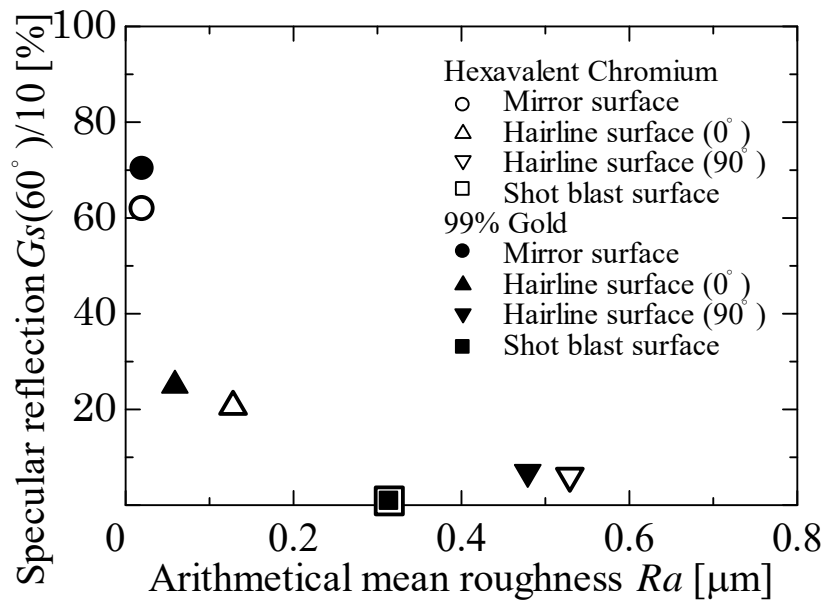 Specular reflection Gs(60°)/10 [%]
100
80
60
40
20
0
0.2
0.4
0.6
0.8
Arithmetical mean roughness Ra [μm]
Hexavalent Chromium
Mirror surface
Hairline surface (0°)
Hairline surface (90°)
Shot blast surface
99% Gold
Mirror surface
Hairline surface (0°)
Hairline surface (90°)
Shot blast surface